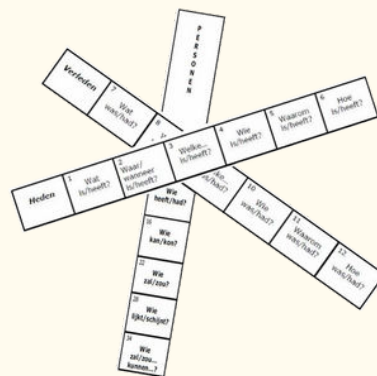 PERSONEN
Verleden
7
Wat
was/had?
8
Heden
1
Wat
is/heeft?
2
Waar/
wanneer
is/heeft?
3
Welke...
is/heeft?
4
Wie
is/heeft?
5
Waarom
is/heeft?
6
Hoe
is/heeft?
10
Wie
was/had?
11
Waarom
was/had?
12
Hoe
was/had?
Wie
heeft/had?
Wie
kan/kon?
Wie
zal/zou?
Wie
lijkt/schijnt?
Wie
zal/zou...
kunnen...?